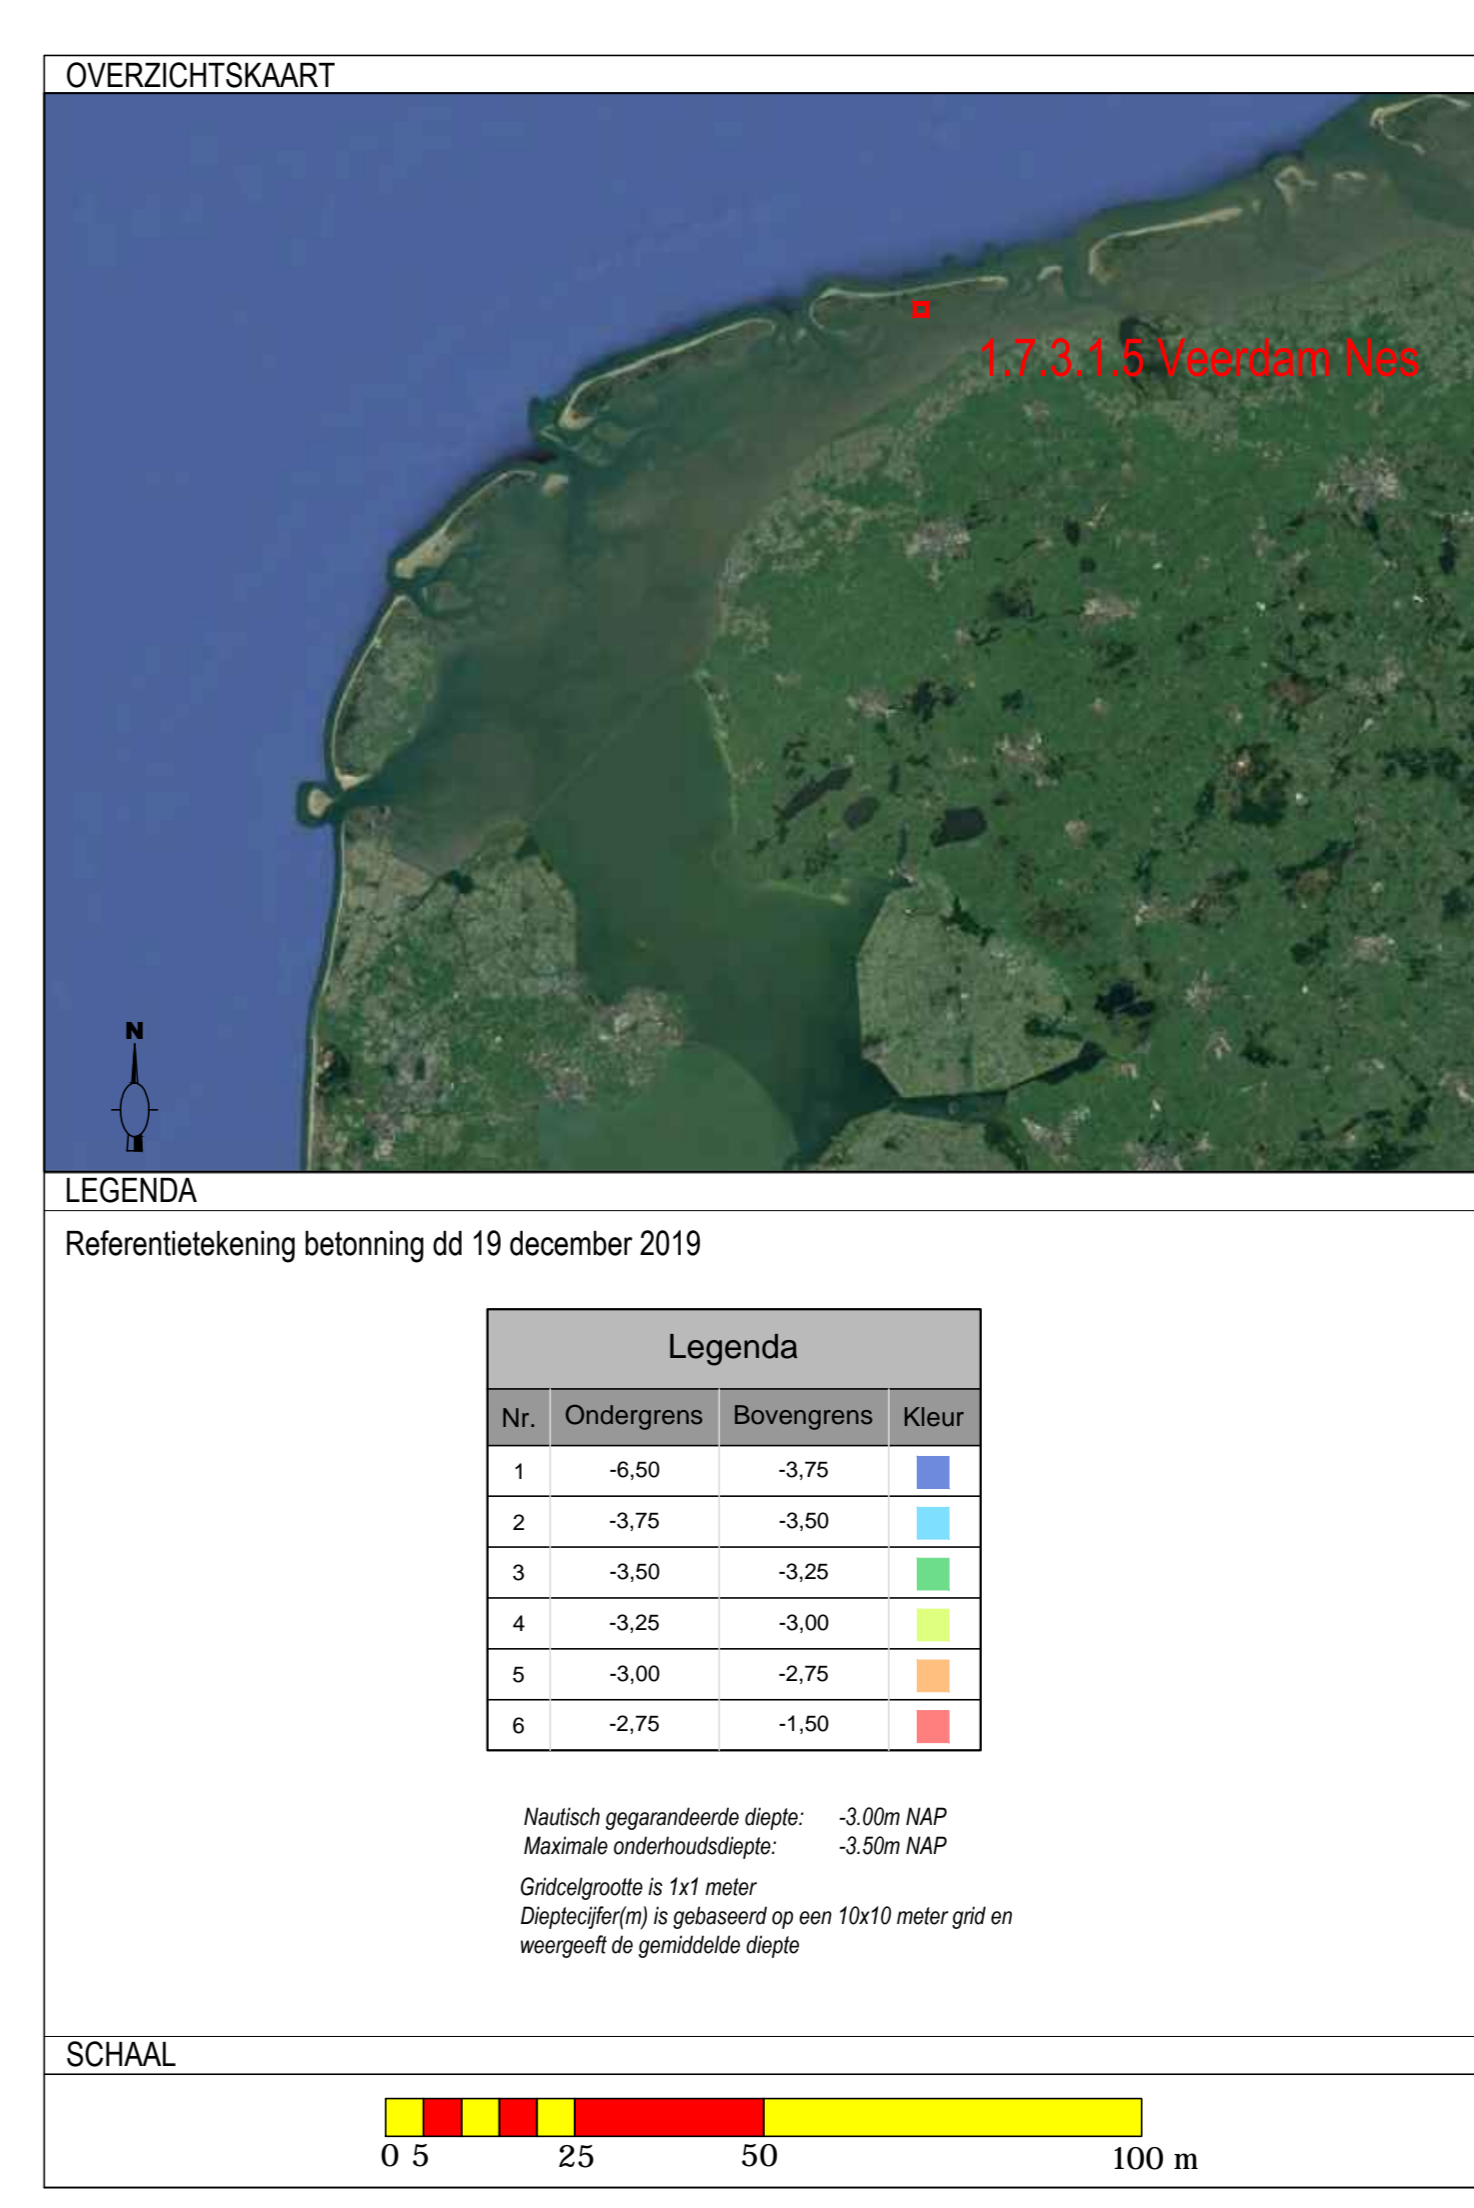 OVERZICHTSKAART
1.7.3.1.5 Veerdam Nes
N
LEGENDA
Referentietekening betonning dd 19 december 2019
Legenda
Nr. Ondergrens Bovengrens Kleur
1 -6,50 -3,75
2 -3,75 -3,50
3 -3,50 -3,25
4 -3,25 -3,00
5 -3,00 -2,75
6 -2,75 -1,50
Nautisch gegarandeerde diepte: -3.00m NAP
Maximale onderhoudsdiepte: -3.50m NAP
Gridcelgrootte is 1x1 meter
Dieptecijfer(m) is gebaseerd op een 10x10 meter grid en
weergeeft de gemiddelde diepte
SCHAAL
0 5 25 50 100 m